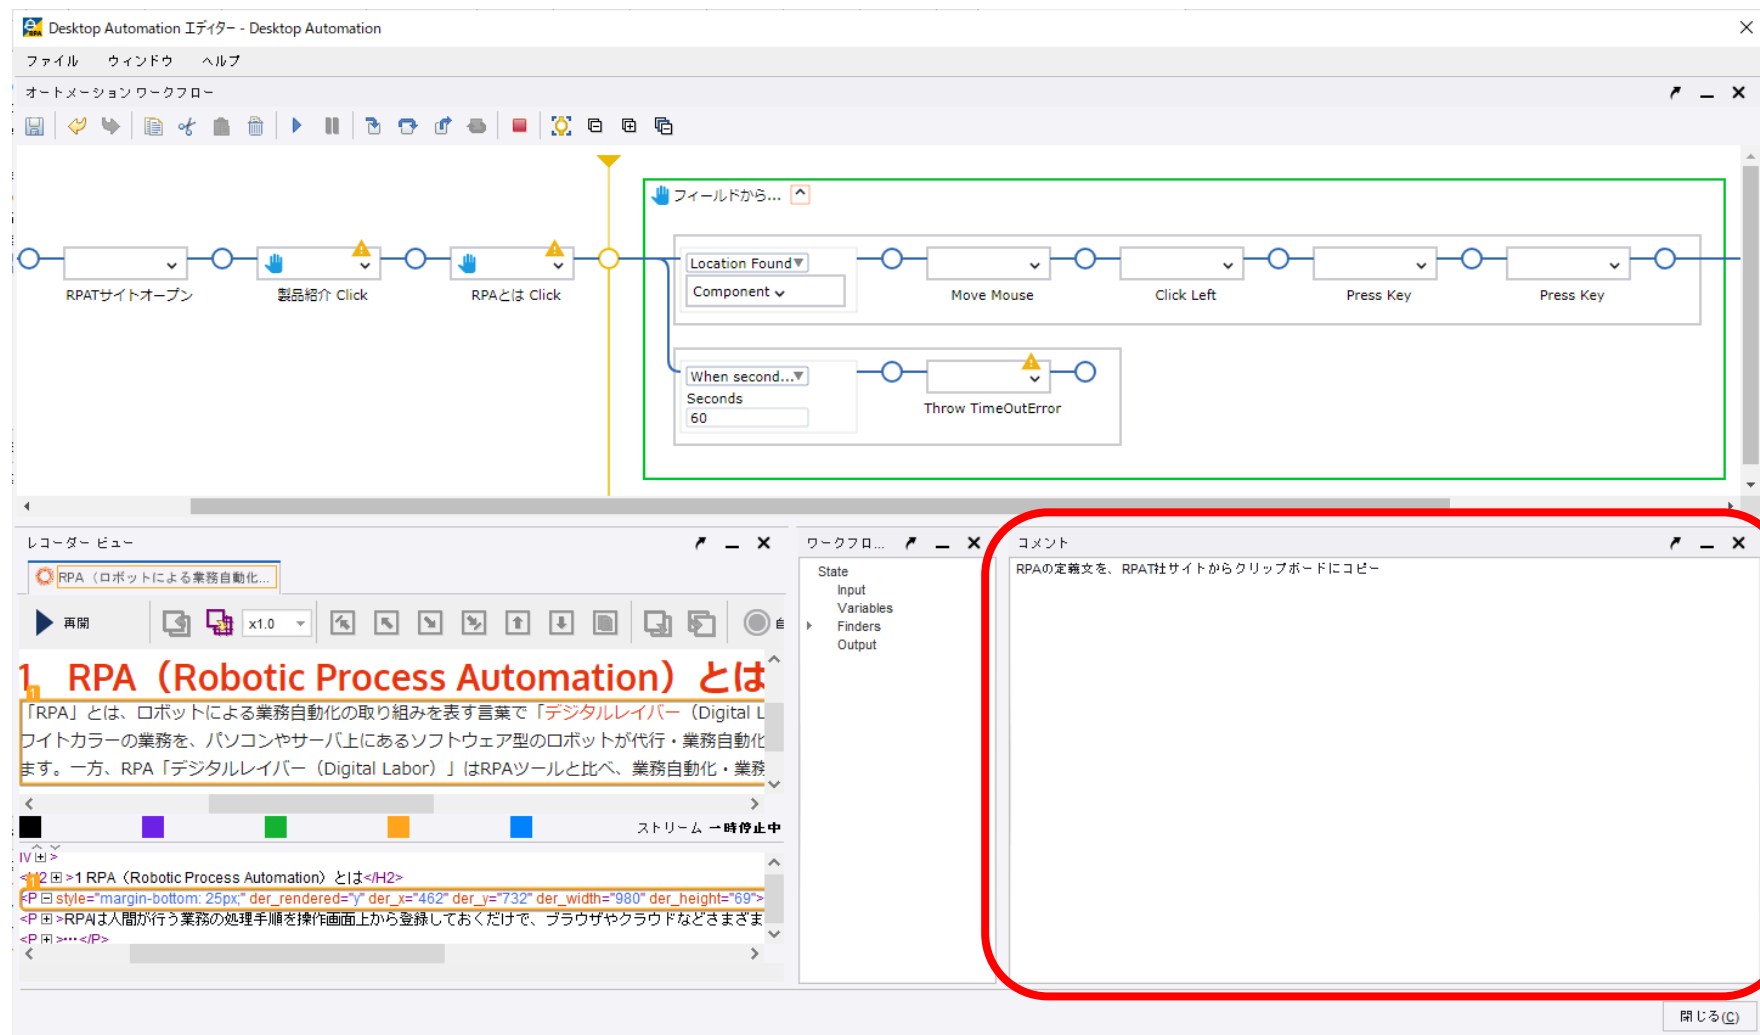 Desktop Automation エディター - Desktop Automation
ファイル ウィンドウ ヘルプ
オートメーション ワークフロー
フィールドから...
Location Found
Component
RPATサイトオープン
製品紹介 Click
RPAとは Click
Move Mouse
Click Left
Press Key
Press Key
When second...
Seconds
60
Throw TimeOutError
レコーダー ビュー
RPA（ロボットによる業務自動化...
再開
x1.0
1 RPA（Robotic Process Automation）とは
1
「RPA」とは、ロボットによる業務自動化の取り組みを表す言葉で「デジタルレイバー（Digital L
ワイトカラーの業務を、パソコンやサーバ上にあるソフトウェア型のロボットが代行・業務自動化
ます。一方、RPA「デジタルレイバー（Digital Labor）」はRPAツールと比べ、業務自動化・業務
ストリーム 一時停止中
IV >
<H2 >1 RPA（Robotic Process Automation）とは</H2>
1
<P style="margin-bottom: 25px;" der_rendered="y" der_x="462" der_y="732" der_width="980" der_height="69">
<P >RPAは人間が行う業務の処理手順を操作画面上から登録しておくだけで、ブラウザやクラウドなどさまざま
<P >...</P>
ワークフロ...
State
Input
Variables
Finders
Output
コメント
RPAの定義文を、RPAT社サイトからクリップボードにコピー
閉じる(C)